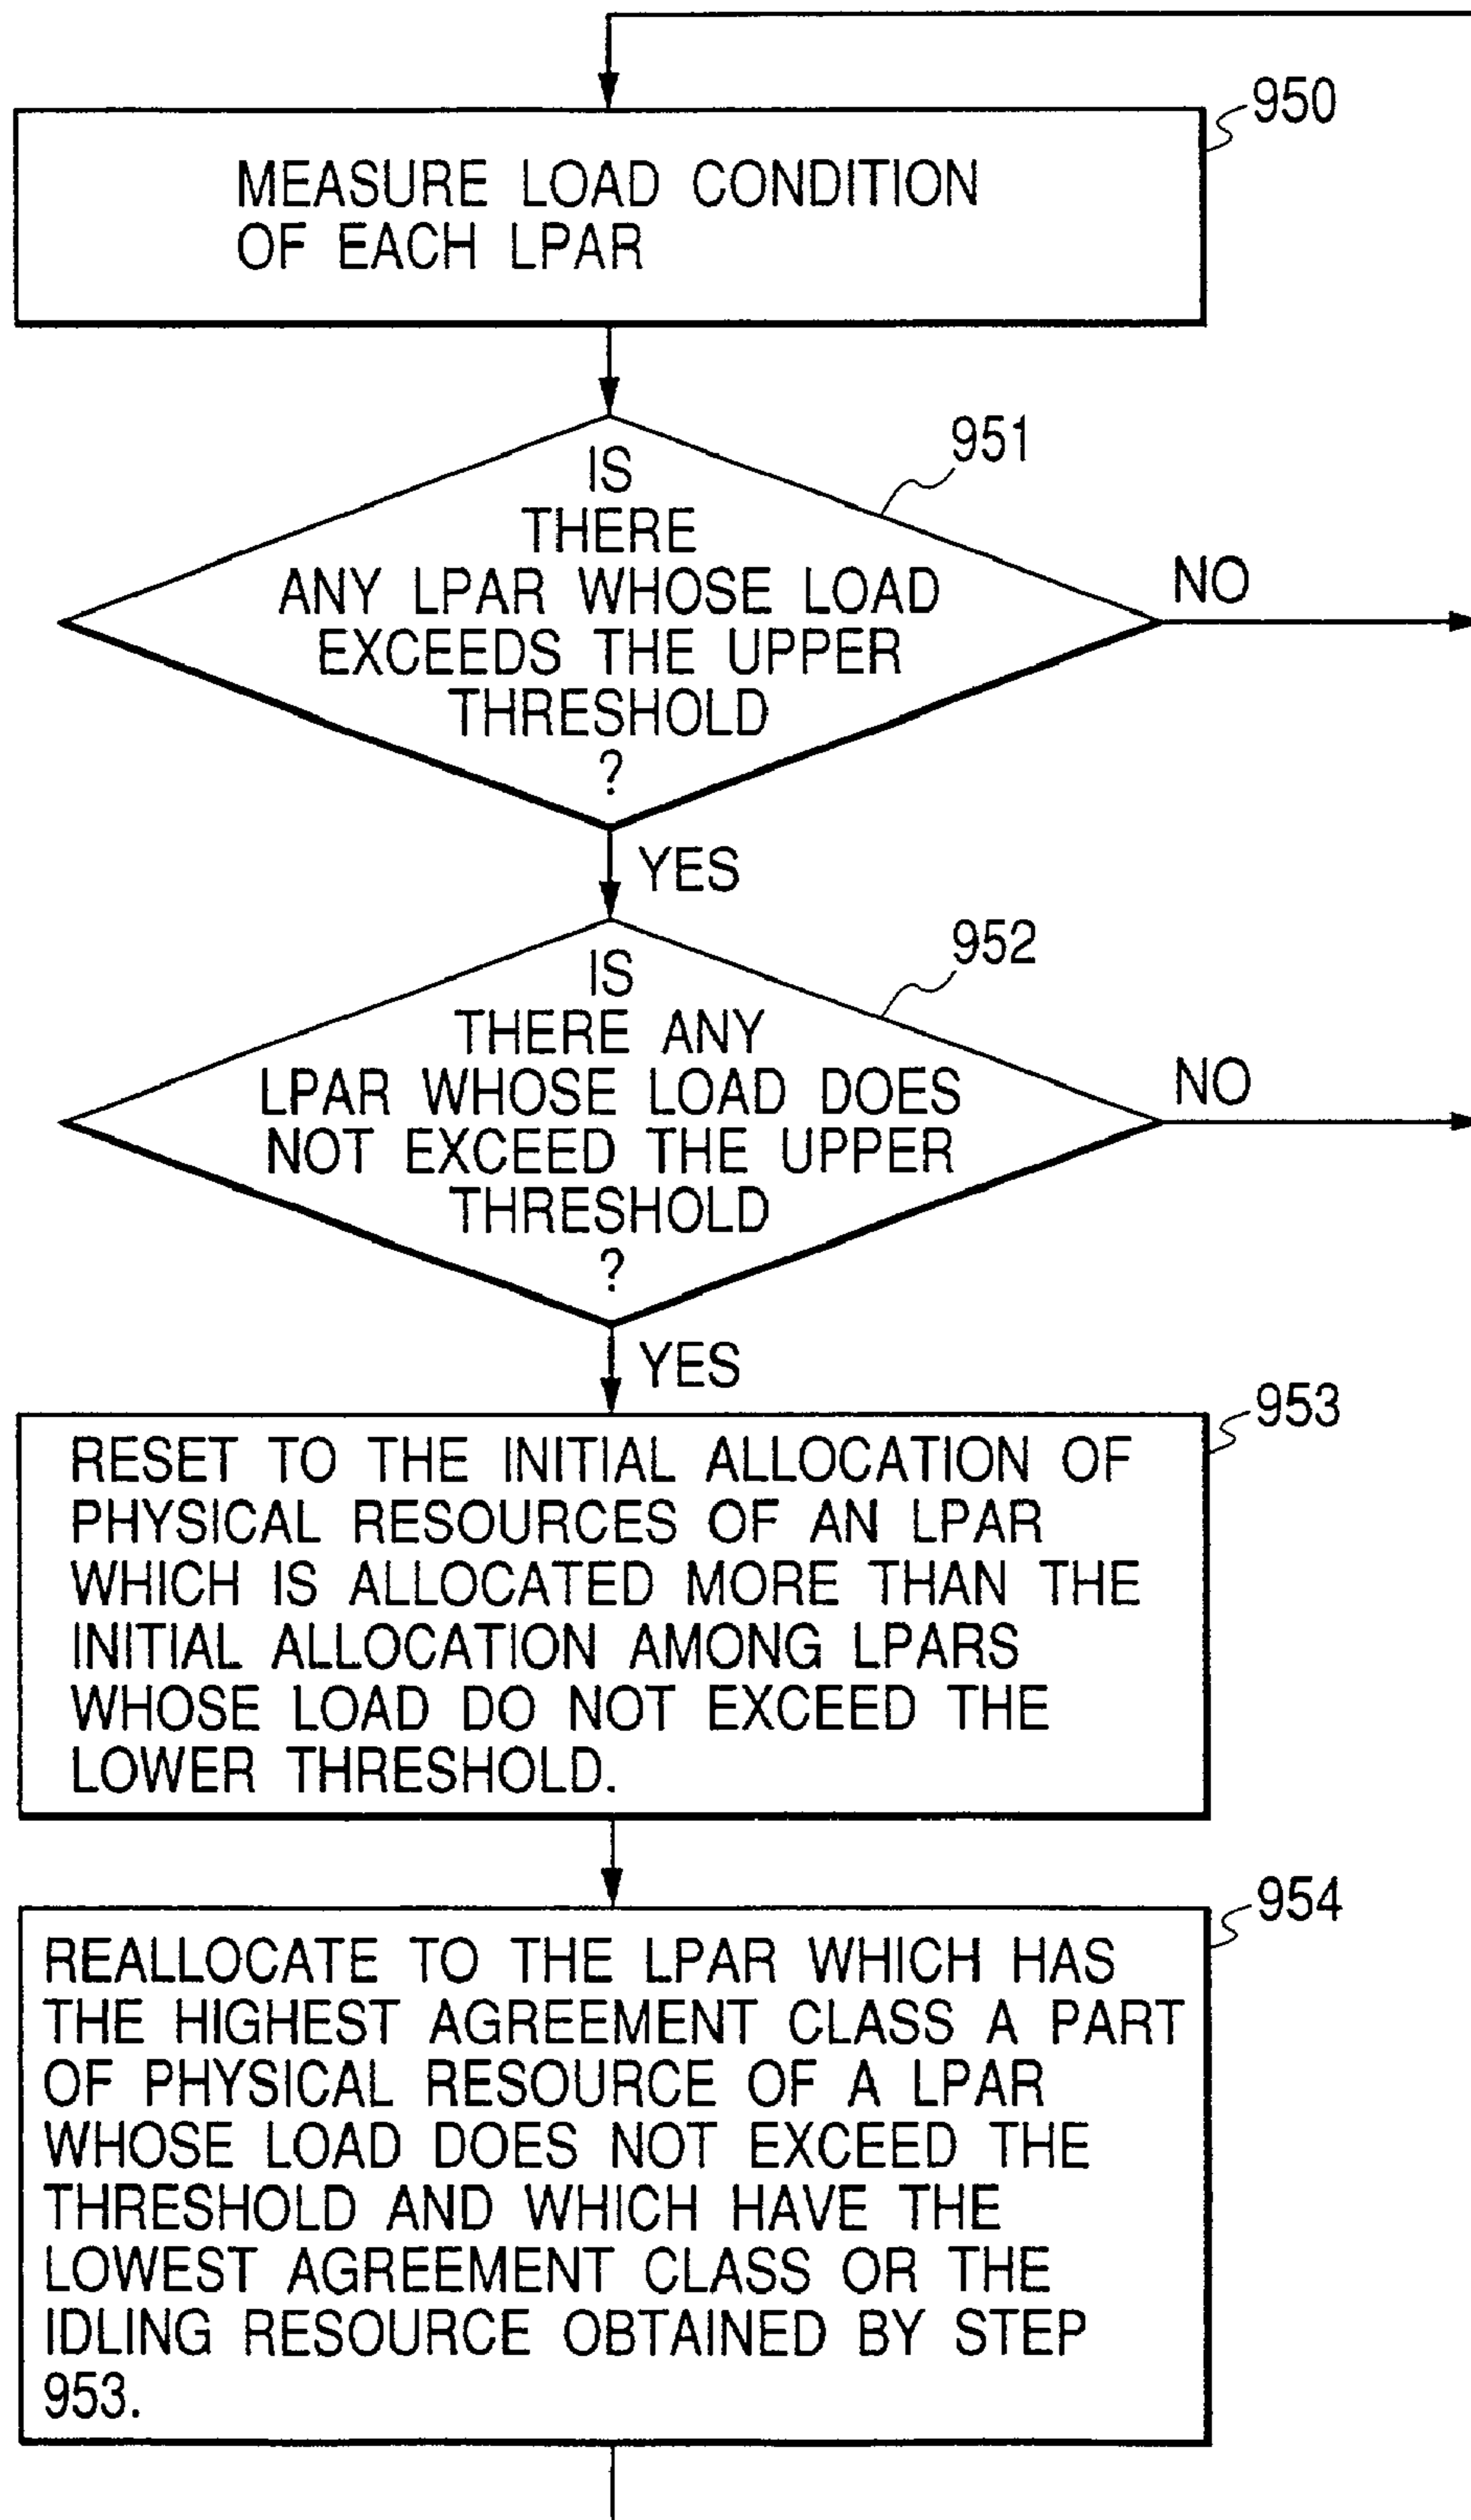 950
MEASURE LOAD CONDITION
OF EACH LPAR
951
IS
THERE
ANY LPAR WHOSE LOAD
EXCEEDS THE UPPER
THRESHOLD
?
NO
YES
952
IS
THERE ANY
LPAR WHOSE LOAD DOES
NOT EXCEED THE UPPER
THRESHOLD
?
NO
YES
953
RESET TO THE INITIAL ALLOCATION OF
PHYSICAL RESOURCES OF AN LPAR
WHICH IS ALLOCATED MORE THAN THE
INITIAL ALLOCATION AMONG LPARS
WHOSE LOAD DO NOT EXCEED THE
LOWER THRESHOLD.
954
REALLOCATE TO THE LPAR WHICH HAS
THE HIGHEST AGREEMENT CLASS A PART
OF PHYSICAL RESOURCE OF A LPAR
WHOSE LOAD DOES NOT EXCEED THE
THRESHOLD AND WHICH HAVE THE
LOWEST AGREEMENT CLASS OR THE
IDLING RESOURCE OBTAINED BY STEP
953.